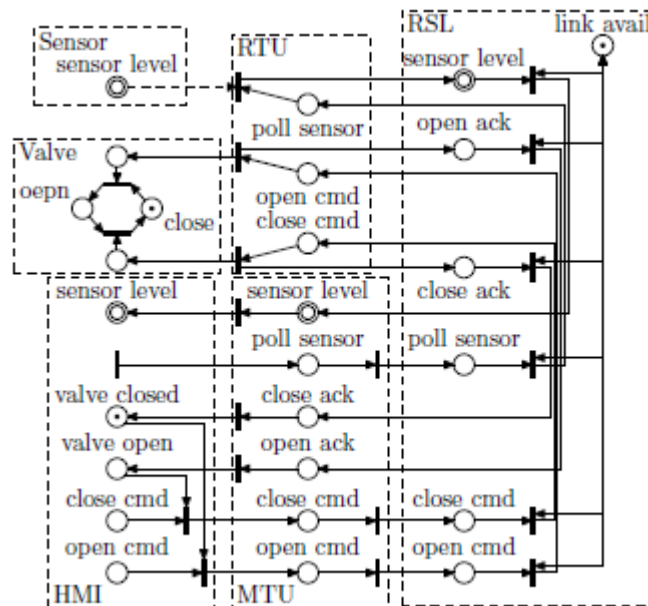 Sensor
sensor level
RTU
RSL
link avail
sensor level
poll sensor
open ack
Valve
oepn
close
open cmd
close cmd
close ack
sensor level
sensor level
poll sensor
poll sensor
valve closed
close ack
valve open
open ack
close cmd
close cmd
close cmd
open cmd
open cmd
open cmd
HMI
MTU